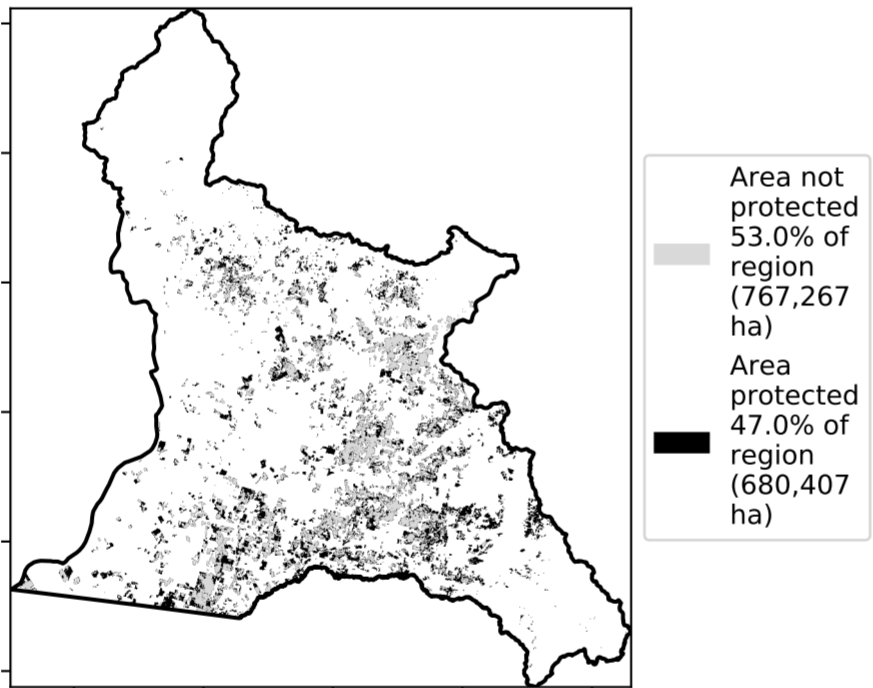 Area not
protected
53.0% of
region
(767,267
ha)
Area
protected
47.0% of
region
(680,407
ha)